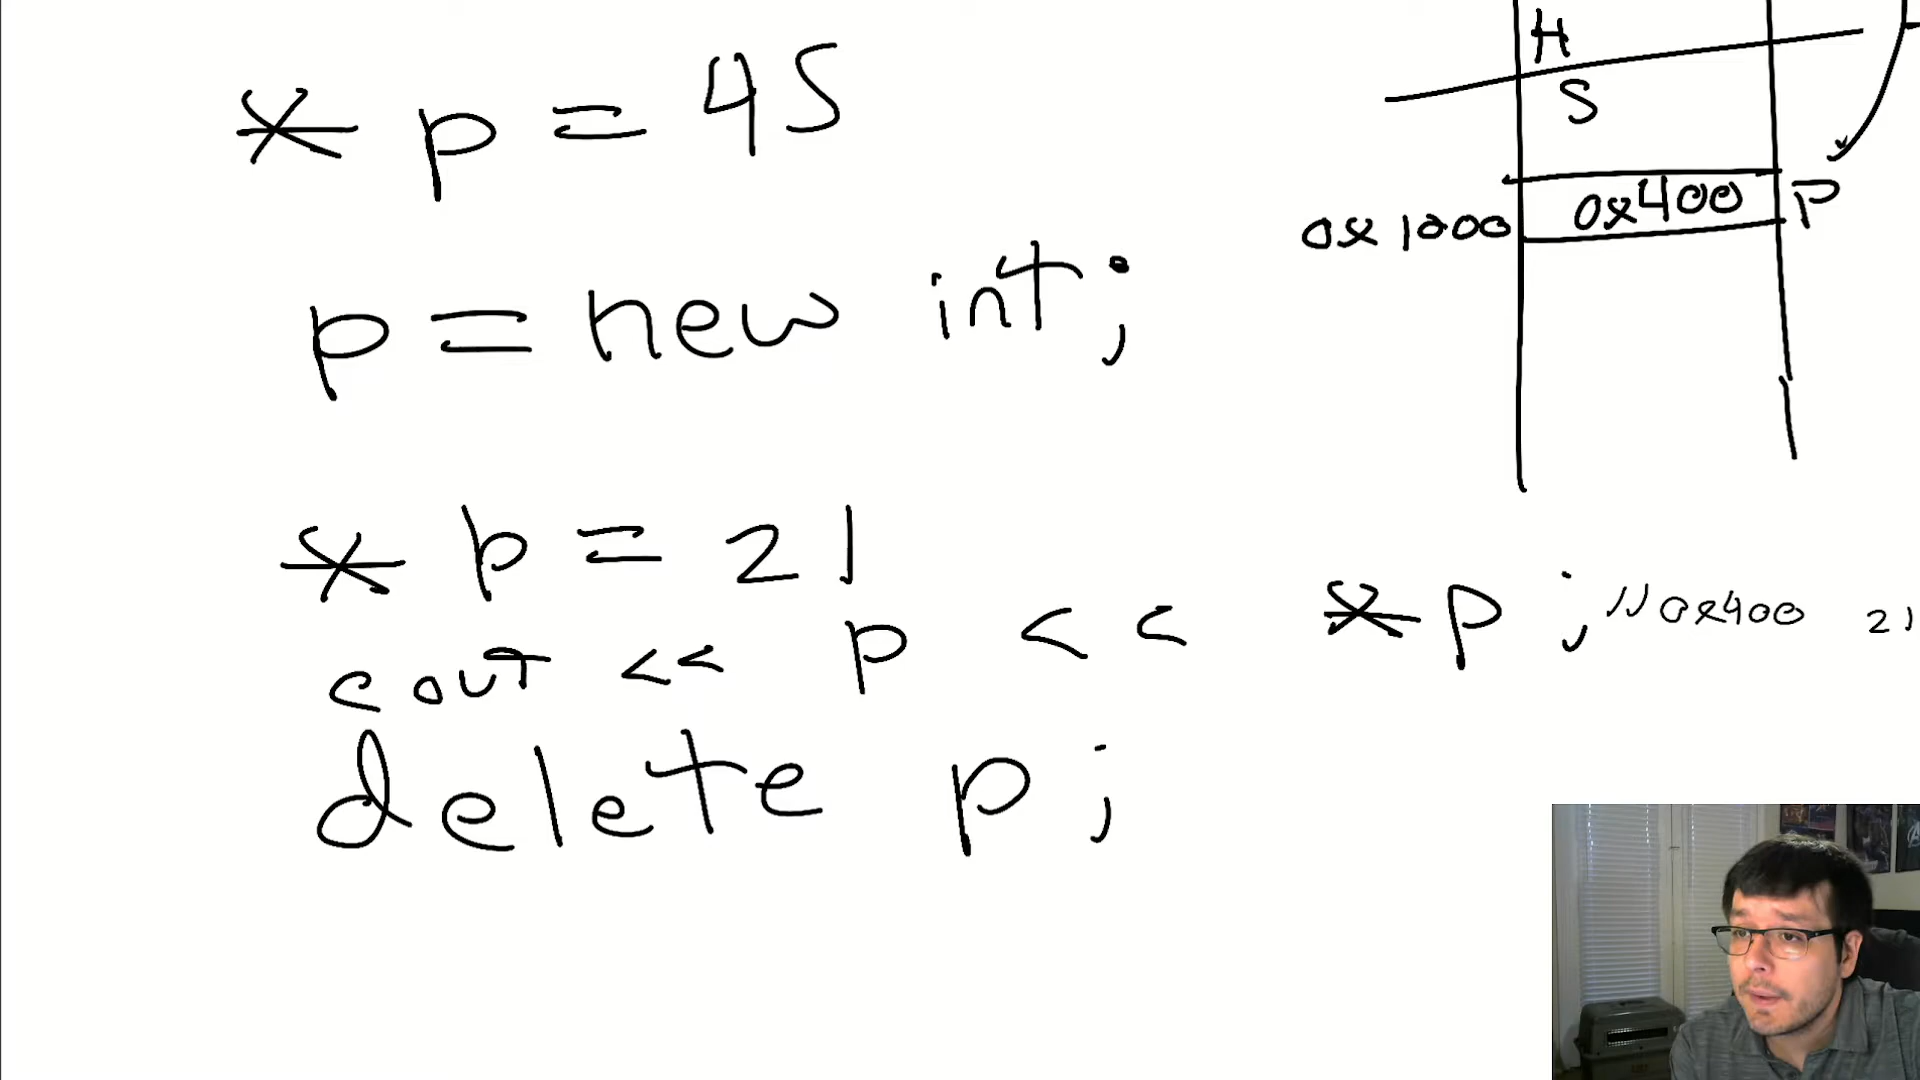 * p = 45
p = new int;
* p = 21
cout << p << * p ; // 0x400 21
delete p ;
H
S
0x1000 0x400 P